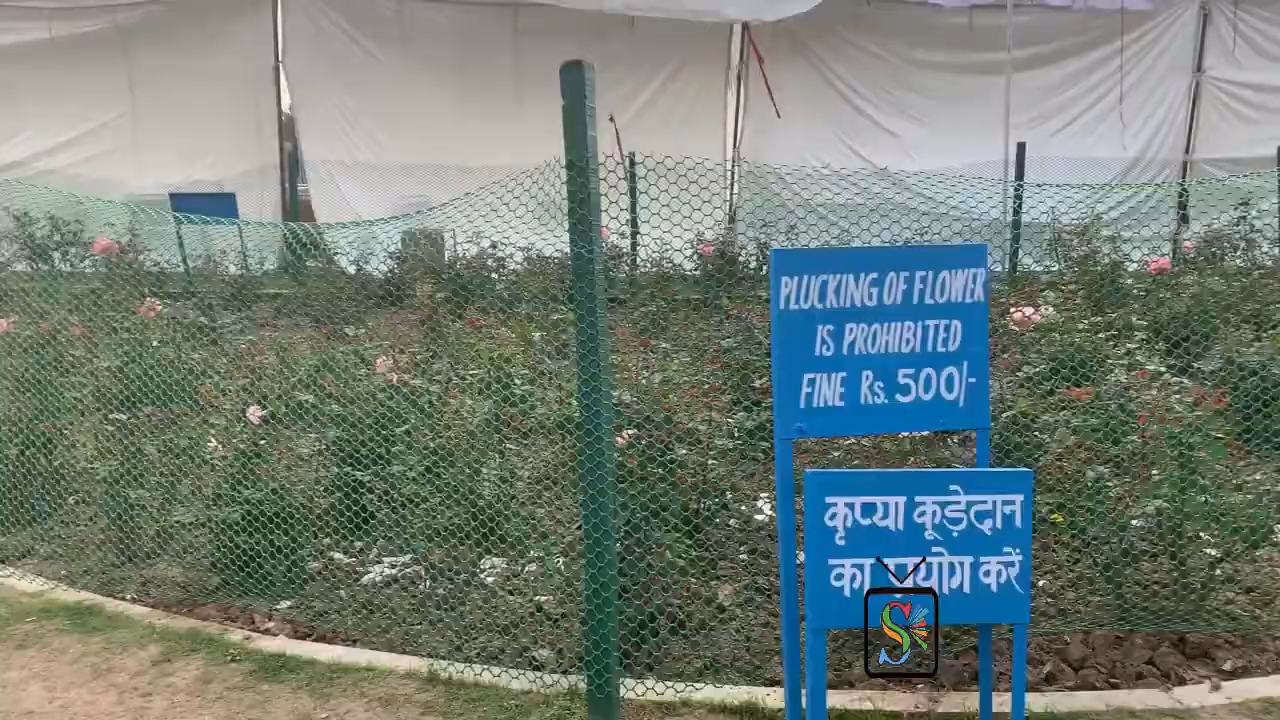 PLUCKING OF FLOWER
IS PROHIBITED
FINE Rs. 500/-
कृप्या कूड़ेदान
का प्रयोग करें